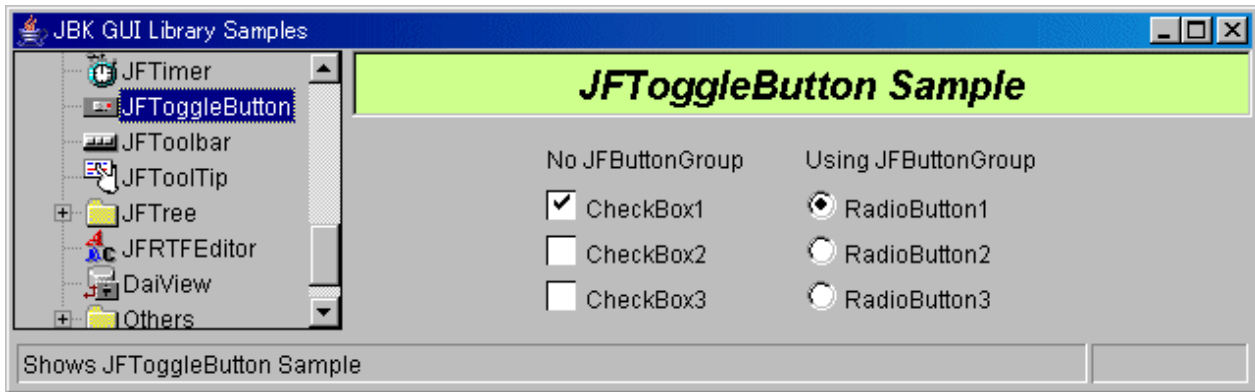 JBK GUI Library Samples
JFTimer
JFToggleButton
JFToolbar
JFToolTip
JFTree
JFRTFEditor
DaiView
Others
JFToggleButton Sample
No JFButtonGroup
Using JFButtonGroup
CheckBox1
RadioButton1
CheckBox2
RadioButton2
CheckBox3
RadioButton3
Shows JFToggleButton Sample